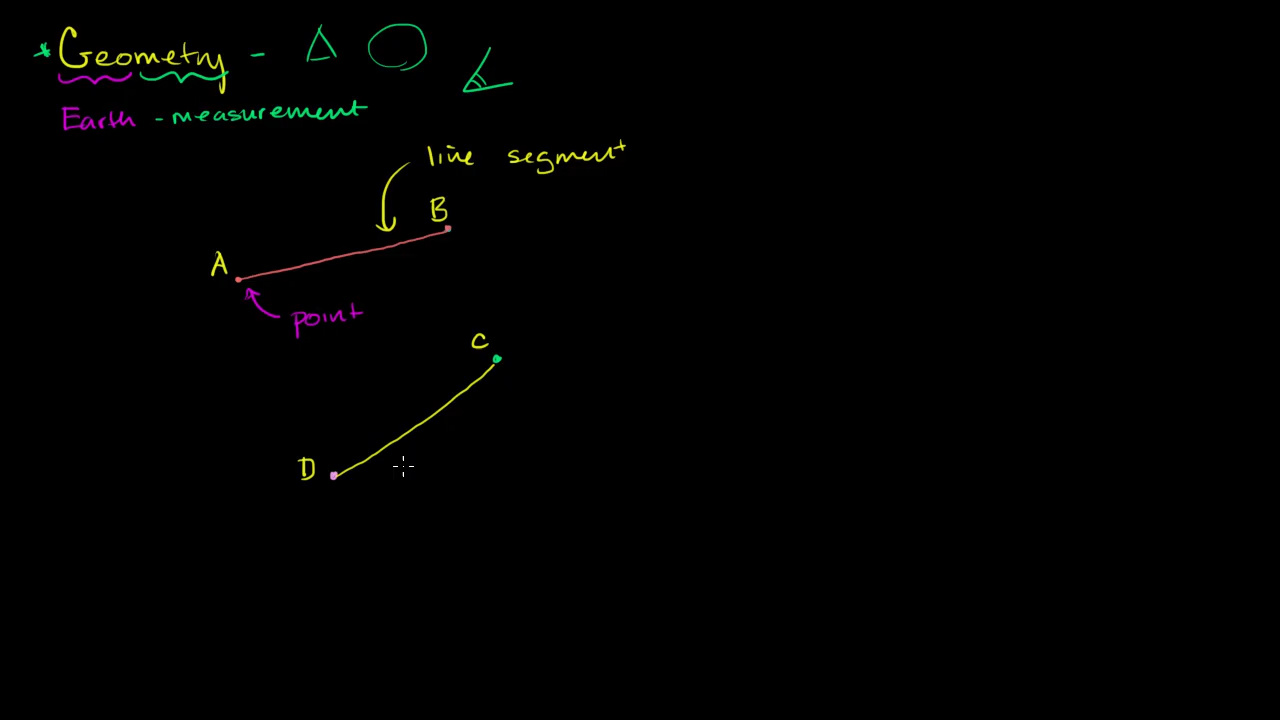 * Geometry -
Earth - measurement
line segment
B
A
point
C
D